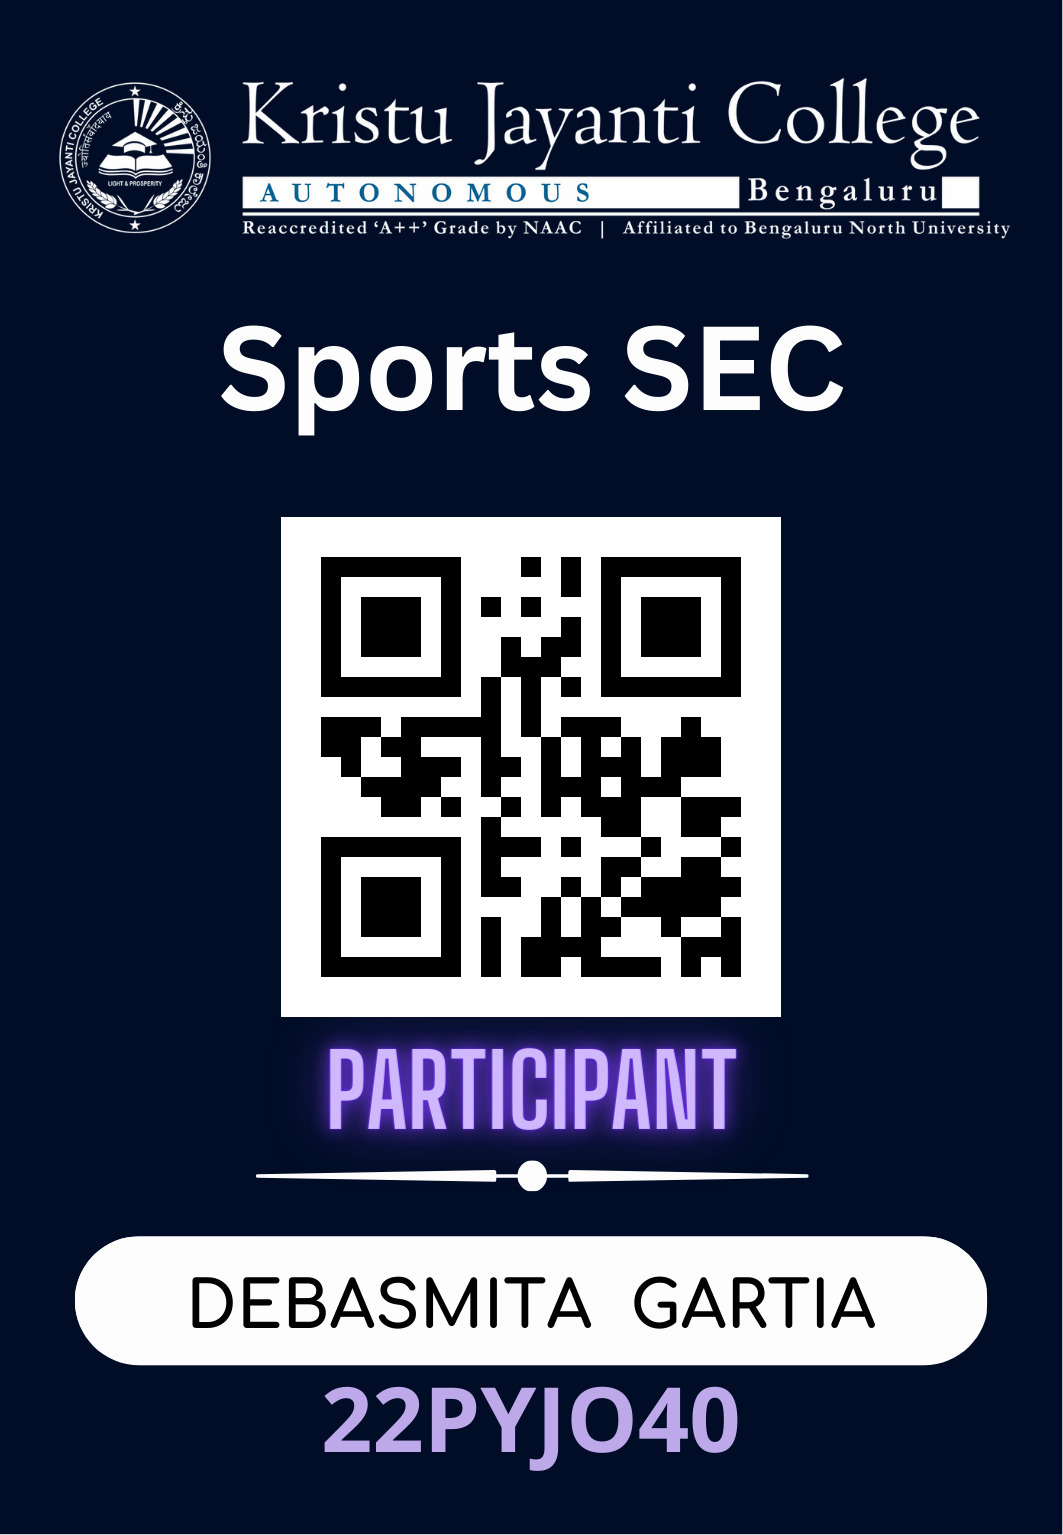 Kristu Jayanti College
AUTONOMOUS Bengaluru
Reaccredited ‘A++’ Grade by NAAC | Affiliated to Bengaluru North University
KRISTU JAYANTI COLLEGE
LIGHT & PROSPERITY
Sports SEC
PARTICIPANT
DEBASMITA GARTIA
22PYJO40